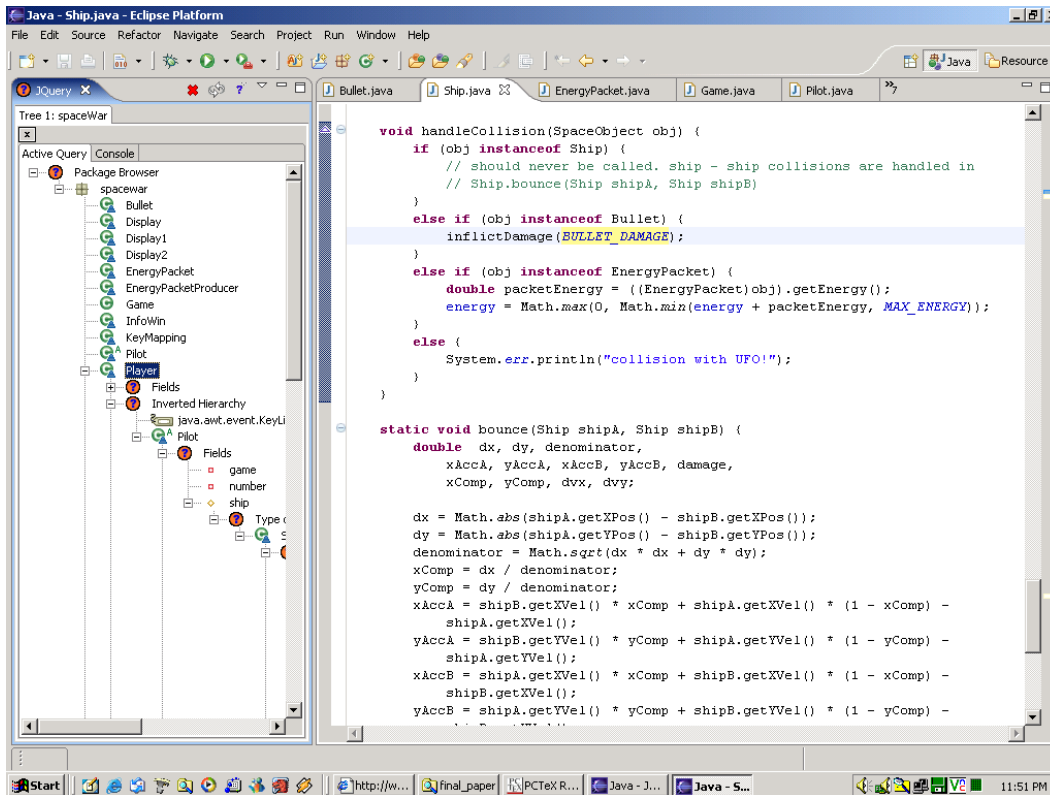 Java - Ship.java - Eclipse Platform
File Edit Source Refactor Navigate Search Project Run Window Help
Java Resource
JQuery
Bullet.java Ship.java EnergyPacket.java Game.java Pilot.java »7
Tree 1: spaceWar
x
Active Query Console
Package Browser
spacewar
Bullet
Display
Display1
Display2
EnergyPacket
EnergyPacketProducer
Game
InfoWin
KeyMapping
Pilot
Player
Fields
Inverted Hierarchy
java.awt.event.KeyLi
Pilot
Fields
game
number
ship
Type
S
void handleCollision(SpaceObject obj) {
if (obj instanceof Ship) {
// should never be called. ship - ship collisions are handled in
// Ship.bounce(Ship shipA, Ship shipB)
}
else if (obj instanceof Bullet) {
inflictDamage(BULLET_DAMAGE);
}
else if (obj instanceof EnergyPacket) {
double packetEnergy = ((EnergyPacket)obj).getEnergy();
energy = Math.max(0, Math.min(energy + packetEnergy, MAX_ENERGY));
}
else {
System.err.println("collision with UFO!");
}
}
static void bounce(Ship shipA, Ship shipB) {
double dx, dy, denominator,
xAccA, yAccA, xAccB, yAccB, damage,
xComp, yComp, dvx, dvy;
dx = Math.abs(shipA.getXPos() - shipB.getXPos());
dy = Math.abs(shipA.getYPos() - shipB.getYPos());
denominator = Math.sqrt(dx * dx + dy * dy);
xComp = dx / denominator;
yComp = dy / denominator;
xAccA = shipB.getXVel() * xComp + shipA.getXVel() * (1 - xComp) -
shipA.getXVel();
yAccA = shipB.getYVel() * yComp + shipA.getYVel() * (1 - yComp) -
shipA.getYVel();
xAccB = shipA.getXVel() * xComp + shipB.getXVel() * (1 - xComp) -
shipB.getXVel();
yAccB = shipA.getYVel() * yComp + shipB.getYVel() * (1 - yComp) -
Start http://w... final_paper PCTeX R... Java - J... Java - S... 11:51 PM